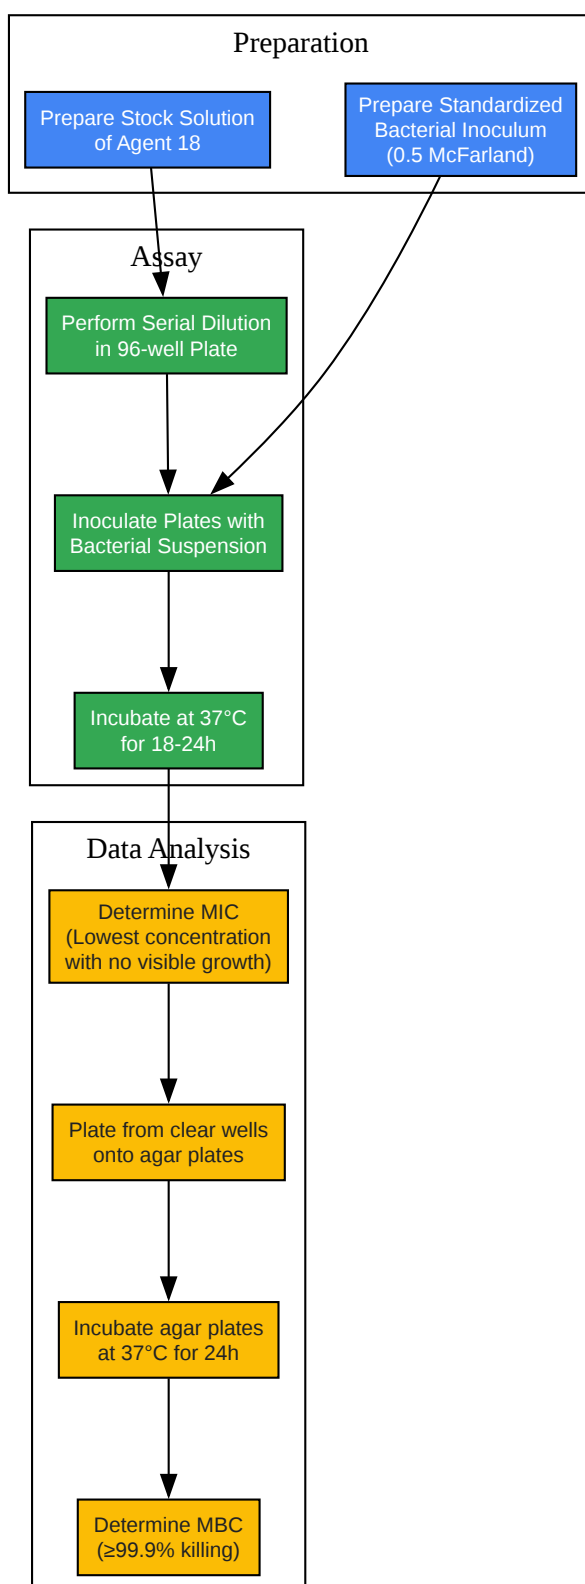 Preparation
Prepare Stock Solution
of Agent 18
Prepare Standardized
Bacterial Inoculum
(0.5 McFarland)
Assay
Perform Serial Dilution
in 96-well Plate
Inoculate Plates with
Bacterial Suspension
Incubate at 37°C
for 18-24h
Data Analysis
Determine MIC
(Lowest concentration
with no visible growth)
Plate from clear wells
onto agar plates
Incubate agar plates
at 37°C for 24h
Determine MBC
(≥99.9% killing)